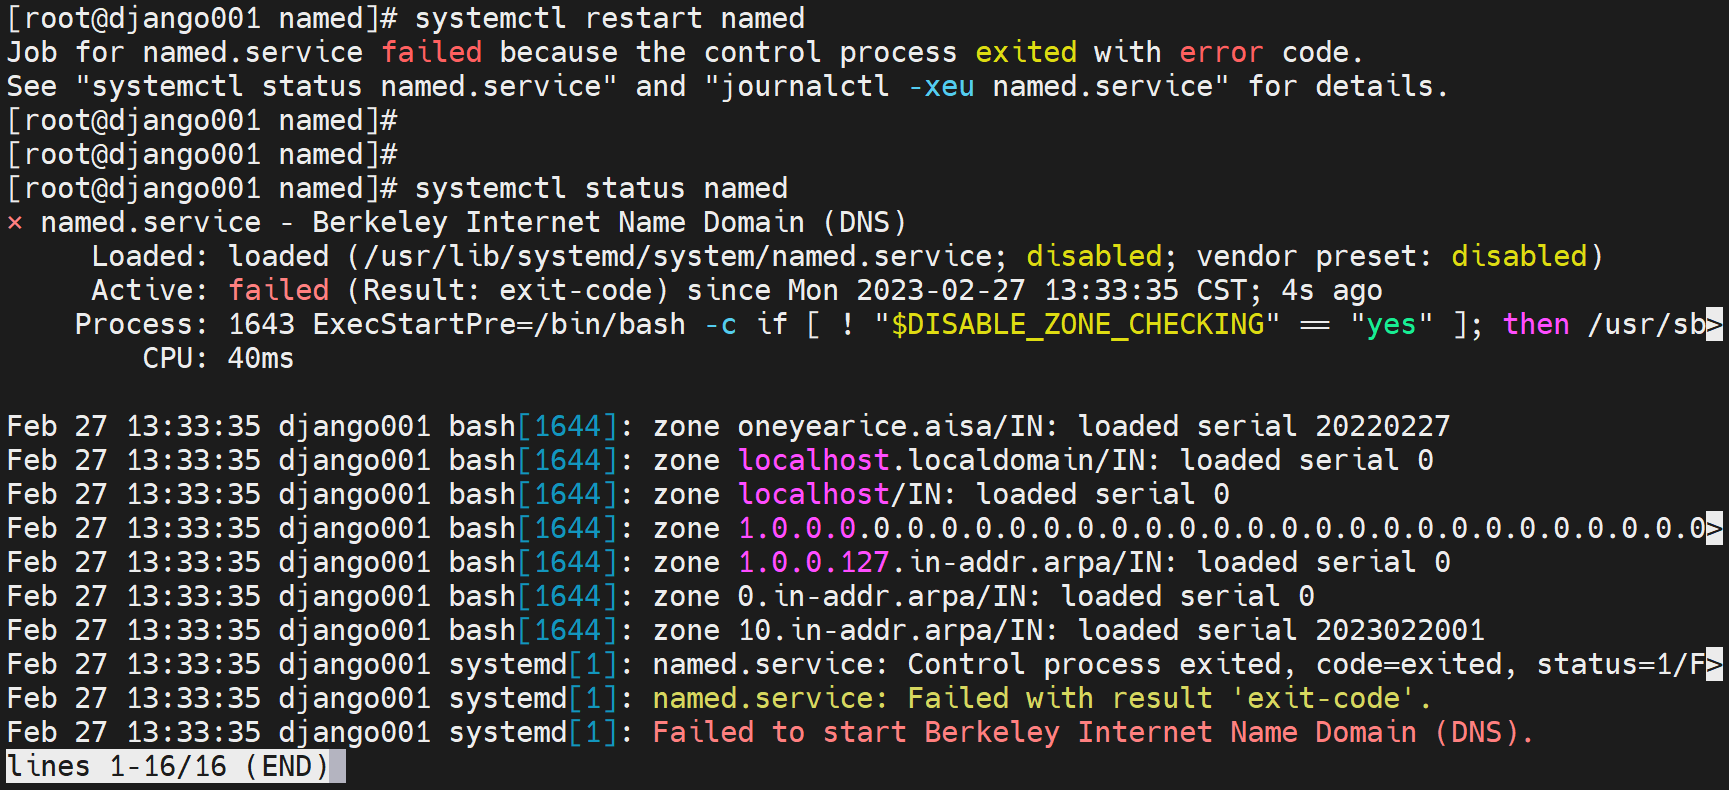 [root@django001 named]# systemctl restart named
Job for named.service failed because the control process exited with error code.
See "systemctl status named.service" and "journalctl -xeu named.service" for details.
[root@django001 named]#
[root@django001 named]#
[root@django001 named]# systemctl status named
× named.service - Berkeley Internet Name Domain (DNS)
     Loaded: loaded (/usr/lib/systemd/system/named.service; disabled; vendor preset: disabled)
     Active: failed (Result: exit-code) since Mon 2023-02-27 13:33:35 CST; 4s ago
    Process: 1643 ExecStartPre=/bin/bash -c if [ ! "$DISABLE_ZONE_CHECKING" == "yes" ]; then /usr/sb>
        CPU: 40ms

Feb 27 13:33:35 django001 bash[1644]: zone oneyearice.aisa/IN: loaded serial 20220227
Feb 27 13:33:35 django001 bash[1644]: zone localhost.localdomain/IN: loaded serial 0
Feb 27 13:33:35 django001 bash[1644]: zone localhost/IN: loaded serial 0
Feb 27 13:33:35 django001 bash[1644]: zone 1.0.0.0.0.0.0.0.0.0.0.0.0.0.0.0.0.0.0.0.0.0.0.0.0.0.0.0.0>
Feb 27 13:33:35 django001 bash[1644]: zone 1.0.0.127.in-addr.arpa/IN: loaded serial 0
Feb 27 13:33:35 django001 bash[1644]: zone 0.in-addr.arpa/IN: loaded serial 0
Feb 27 13:33:35 django001 bash[1644]: zone 10.in-addr.arpa/IN: loaded serial 2023022001
Feb 27 13:33:35 django001 systemd[1]: named.service: Control process exited, code=exited, status=1/F>
Feb 27 13:33:35 django001 systemd[1]: named.service: Failed with result 'exit-code'.
Feb 27 13:33:35 django001 systemd[1]: Failed to start Berkeley Internet Name Domain (DNS).
lines 1-16/16 (END)